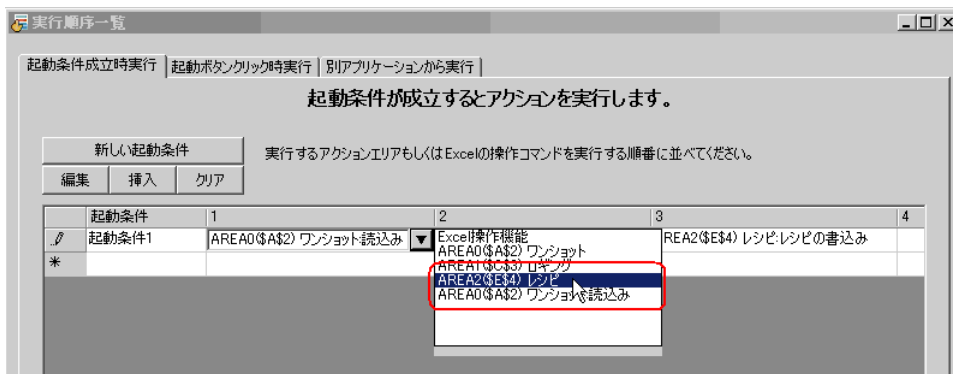 実行順序一覧
起動条件成立時実行 起動ボタンクリック時実行 別アプリケーションから実行
起動条件が成立するとアクションを実行します。
新しい起動条件
実行するアクションエリアもしくはExcelの操作コマンドを実行する順番に並べてください。
編集 挿入 クリア
起動条件 1 2 3 4
起動条件1 AREA0($A$2) ワンショット:読込み Excel操作機能 REA2($E$4) レシピ:レシピの書込み
AREA0($A$2) ワンショット
AREA1($C$3) ロギング
AREA2($E$4) レシピ
AREA0($A$2) ワンショット:読込み